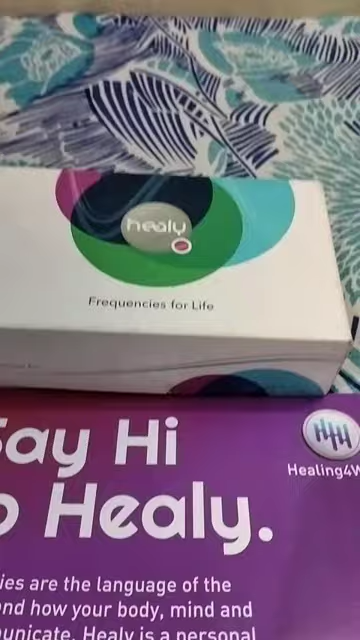 healy
Frequencies for Life
Say Hi
o Healy.
Healing4W
ies are the language of the
nd how your body, mind and
unicate. Healy is a personal